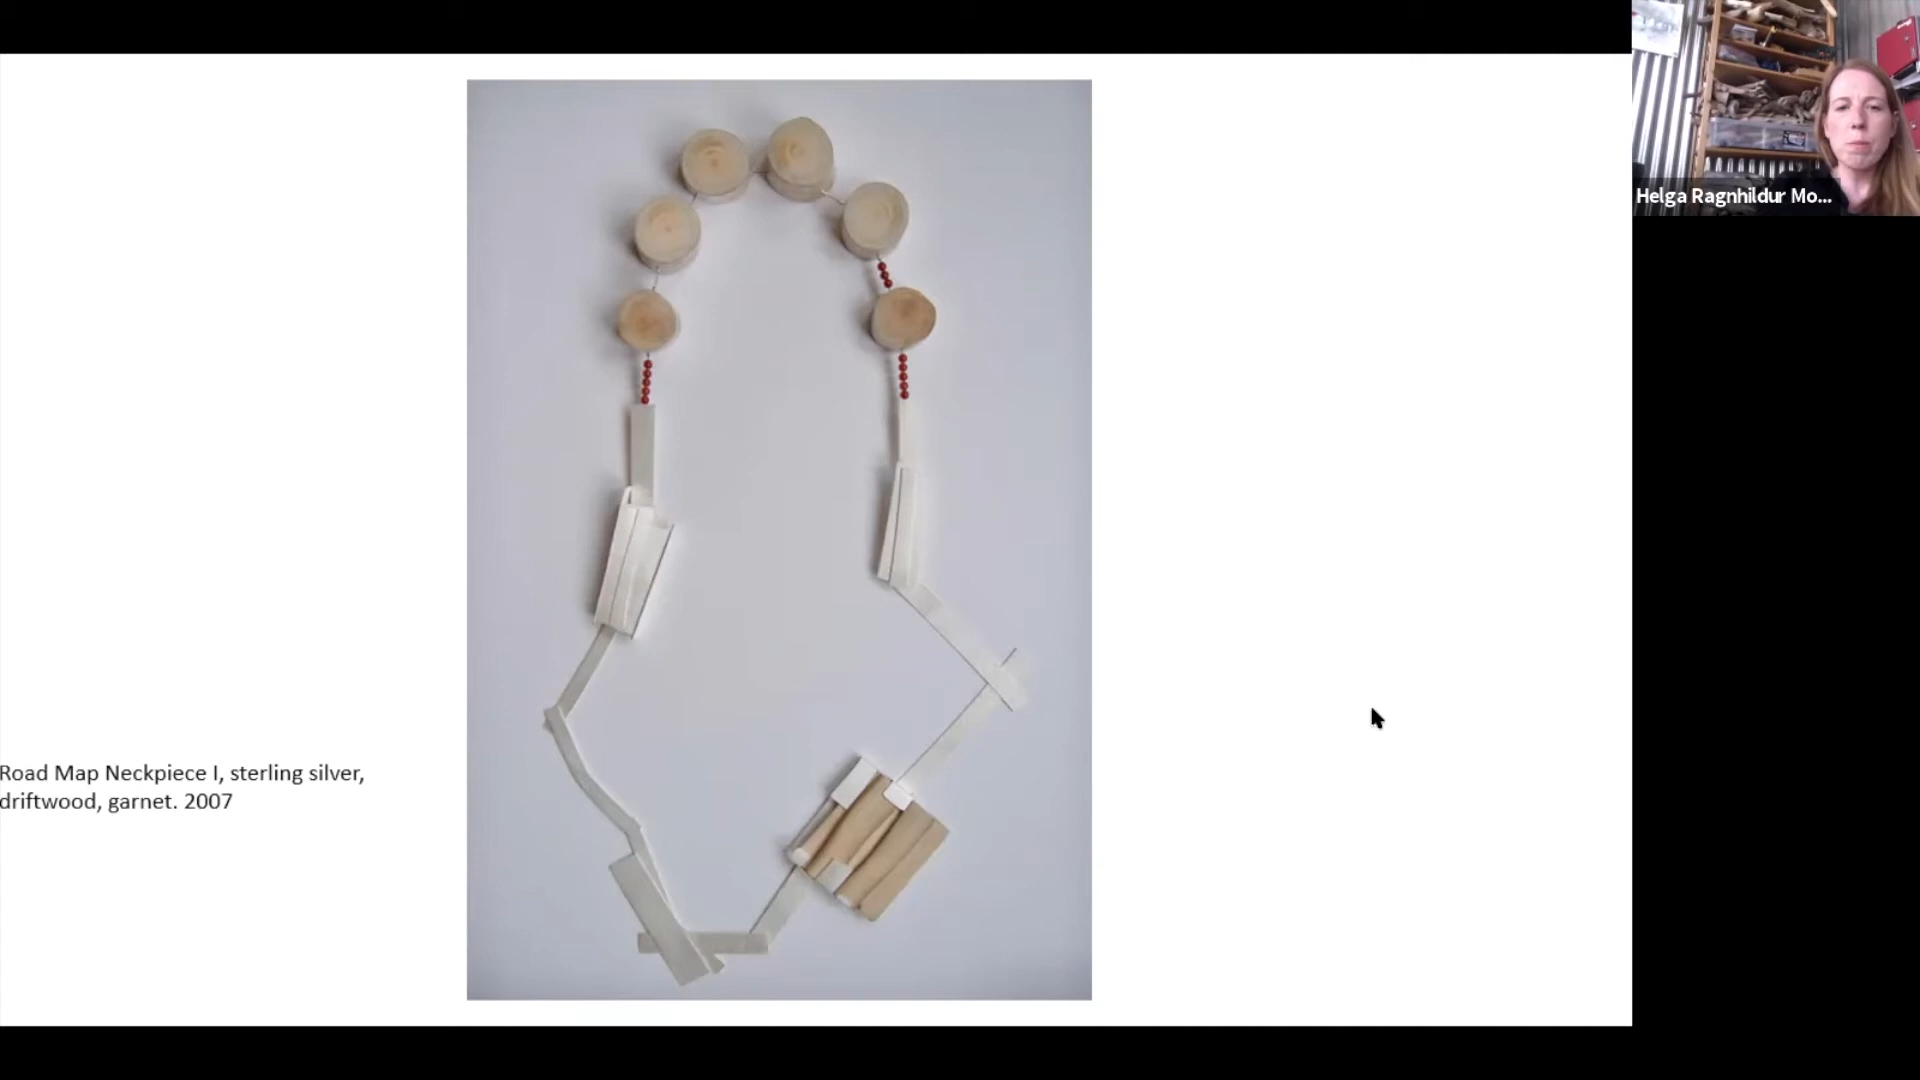 Helga Ragnhildur Mo...
Road Map Neckpiece I, sterling silver,
driftwood, garnet. 2007